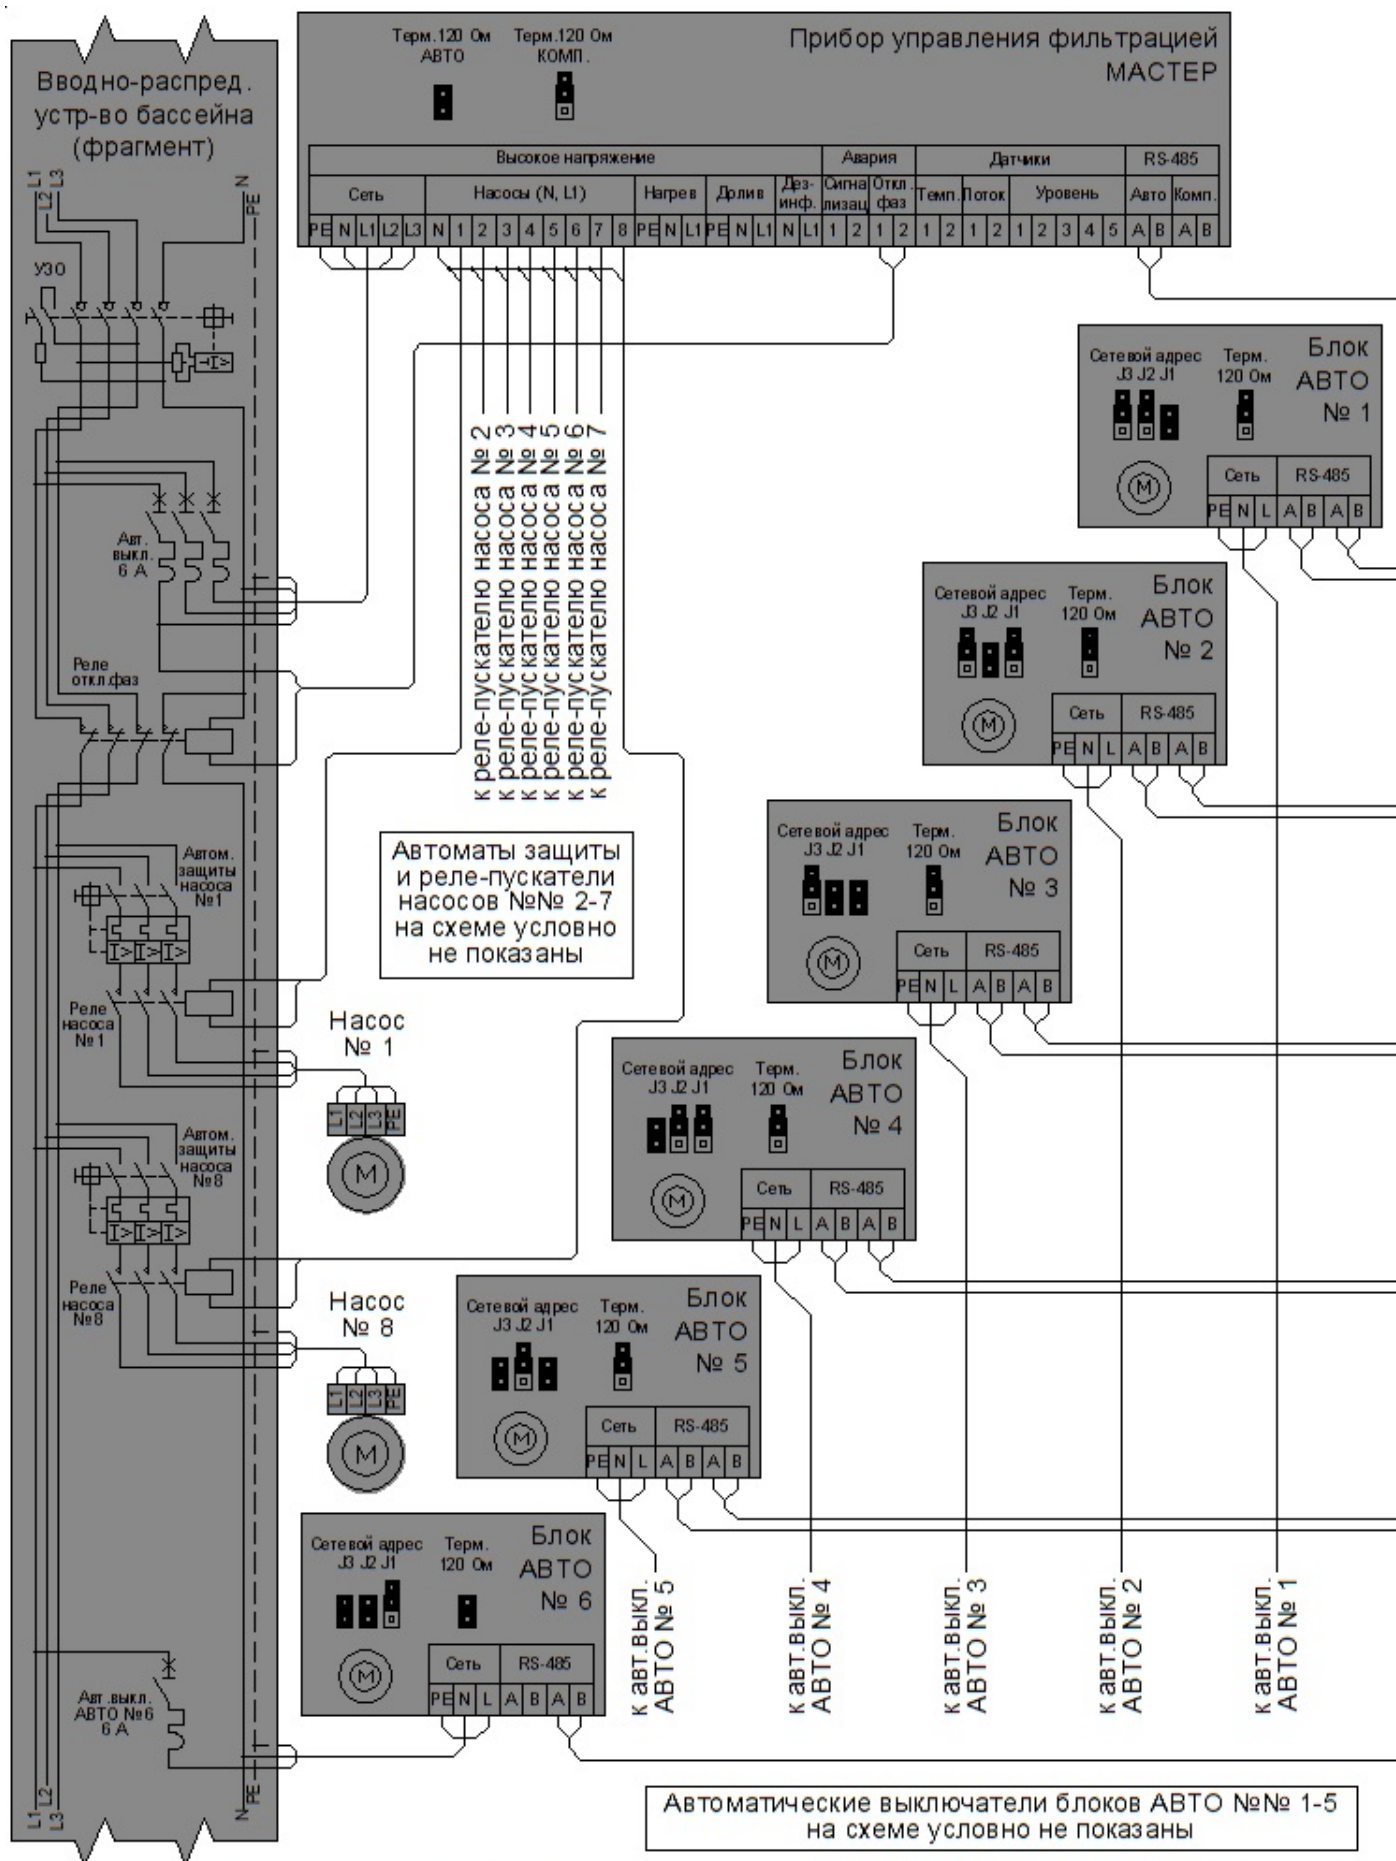 Вводно-распред.
устр-во бассейна
(фрагмент)
L1
L2
L3
N
PE
УЗО
I>
Авт.
выкл.
6 А
Реле
откл.фаз
Автом.
защиты
насоса
№1
I> I> I>
Реле
насоса
№1
Автом.
защиты
насоса
№8
I> I> I>
Реле
насоса
№8
Авт.выкл.
АВТО №6
6 А
L1
L2
L3
N
PE
Терм.120 Ом
АВТО
Терм.120 Ом
КОМП.
Прибор управления фильтрацией
МАСТЕР
Высокое напряжение Авария Датчики RS-485
Сеть Насосы (N, L1) Нагрев Долив Дез-инф. Сигнализац Откл.фаз Темп. Поток Уровень Авто Комп.
PE N L1 L2 L3 N 1 2 3 4 5 6 7 8 PE N L1 PE N L1 N L1 1 2 1 2 1 2 1 2 1 2 3 4 5 A B A B
к реле-пускателю насоса № 2
к реле-пускателю насоса № 3
к реле-пускателю насоса № 4
к реле-пускателю насоса № 5
к реле-пускателю насоса № 6
к реле-пускателю насоса № 7
Автоматы защиты
и реле-пускатели
насосов №№ 2-7
на схеме условно
не показаны
Насос
№ 1
L1 L2 L3 PE
M
Насос
№ 8
L1 L2 L3 PE
M
Сетевой адрес
J3 J2 J1
Терм.
120 Ом
Блок
АВТО
№ 1
M
Сеть RS-485
PE N L A B A B
Сетевой адрес
J3 J2 J1
Терм.
120 Ом
Блок
АВТО
№ 2
M
Сеть RS-485
PE N L A B A B
Сетевой адрес
J3 J2 J1
Терм.
120 Ом
Блок
АВТО
№ 3
M
Сеть RS-485
PE N L A B A B
Сетевой адрес
J3 J2 J1
Терм.
120 Ом
Блок
АВТО
№ 4
M
Сеть RS-485
PE N L A B A B
Сетевой адрес
J3 J2 J1
Терм.
120 Ом
Блок
АВТО
№ 5
M
Сеть RS-485
PE N L A B A B
Сетевой адрес
J3 J2 J1
Терм.
120 Ом
Блок
АВТО
№ 6
M
Сеть RS-485
PE N L A B A B
к авт.выкл.
АВТО № 5
к авт.выкл.
АВТО № 4
к авт.выкл.
АВТО № 3
к авт.выкл.
АВТО № 2
к авт.выкл.
АВТО № 1
Автоматические выключатели блоков АВТО №№ 1-5
на схеме условно не показаны